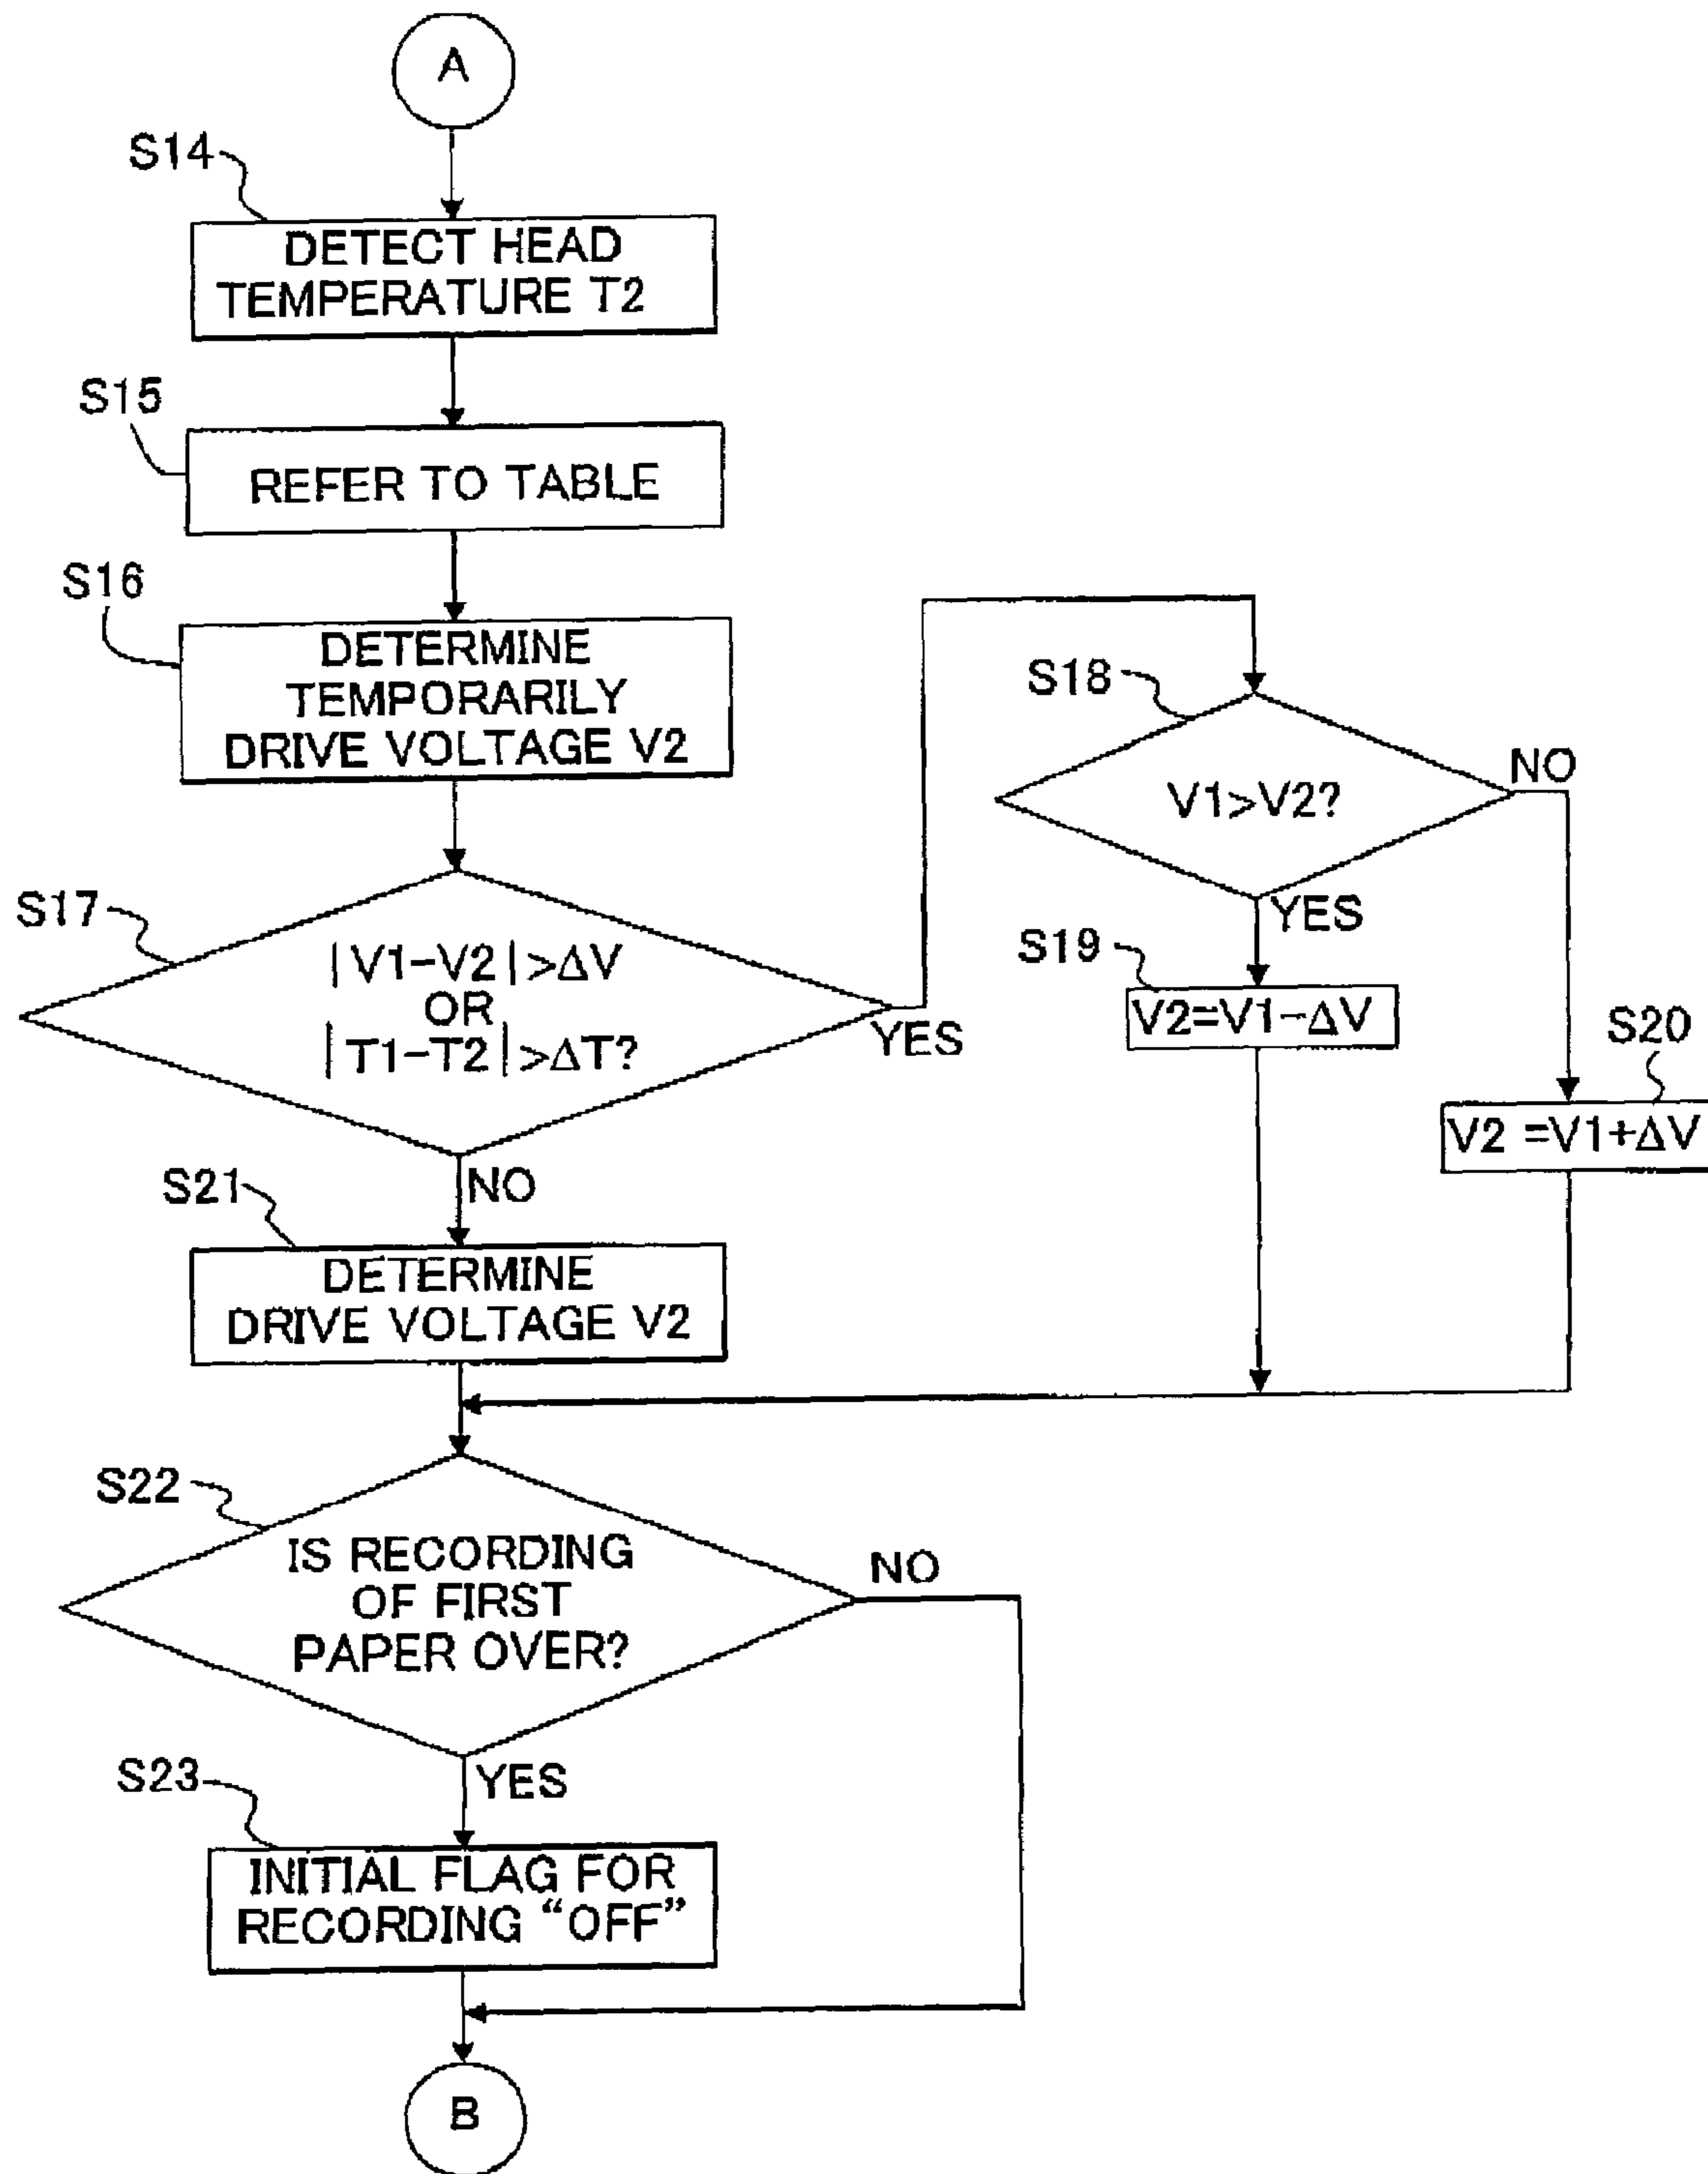 A
S14
DETECT HEAD
TEMPERATURE T2
S15
REFER TO TABLE
S16
DETERMINE
TEMPORARILY
DRIVE VOLTAGE V2
S17
|V1-V2|>ΔV
OR
|T1-T2|>ΔT?
YES
NO
S18
V1>V2?
NO
YES
S19
V2=V1-ΔV
S20
V2 =V1+ΔV
S21
DETERMINE
DRIVE VOLTAGE V2
S22
IS RECORDING
OF FIRST
PAPER OVER?
NO
YES
S23
INITIAL FLAG FOR
RECORDING “OFF”
B